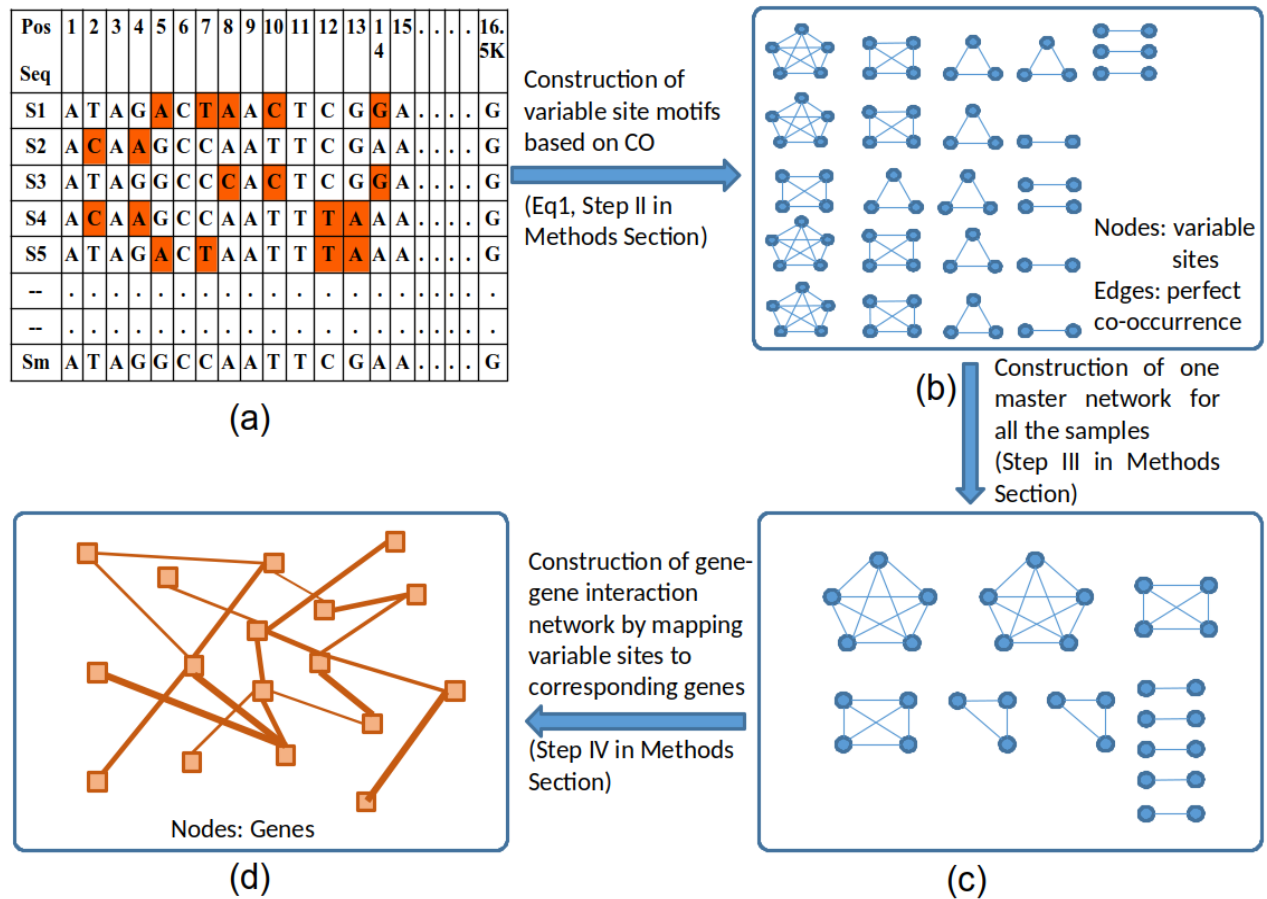 Pos 1 2 3 4 5 6 7 8 9 10 11 12 13 1 15 . . . . 16.
4 5K
Seq
S1 A T A G A C T A A C T C G G A . . . . G
S2 A C A A G C C A A T T C G A A . . . . G
S3 A T A G G C C C A C T C G G A . . . . G
S4 A C A A G C C A A T T T A A A . . . . G
S5 A T A G A C T A A T T T A A A . . . . G
-- . . . . . . . . . . . . . . . . . . . .
-- . . . . . . . . . . . . . . . . . . . .
Sm A T A G G C C A A T T C G A A . . . . G
(a)
Construction of
variable site motifs
based on CO
(Eq1, Step II in
Methods Section)
Nodes: variable
sites
Edges: perfect
co-occurrence
(b)
Construction of one
master network for
all the samples
(Step III in Methods
Section)
(c)
Construction of gene-
gene interaction
network by mapping
variable sites to
corresponding genes
(Step IV in Methods
Section)
Nodes: Genes
(d)